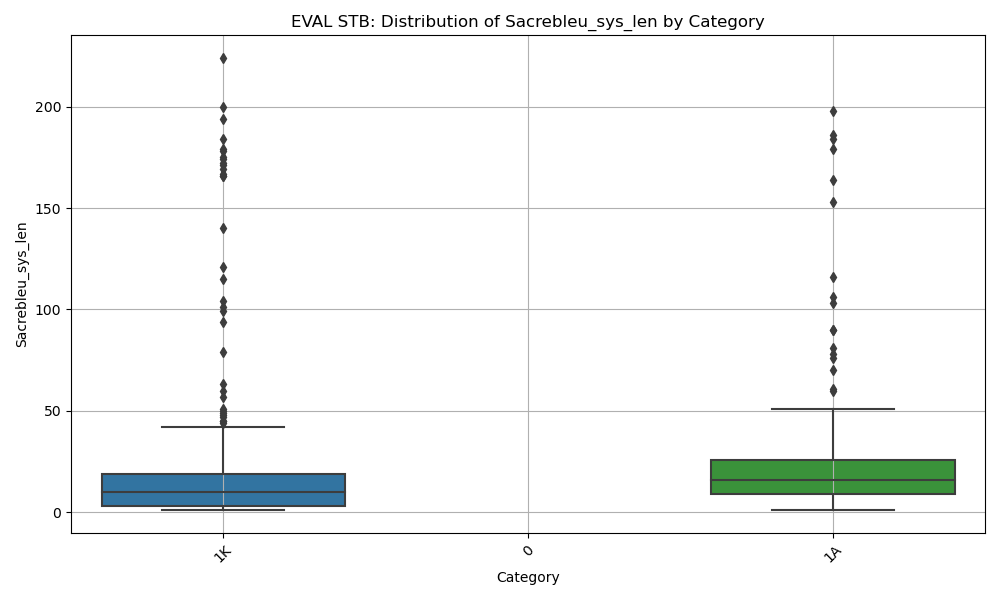 EVAL STB: Distribution of Sacrebleu_sys_len by Category
Sacrebleu_sys_len
200
150
100
50
0
1K
0
1A
Category